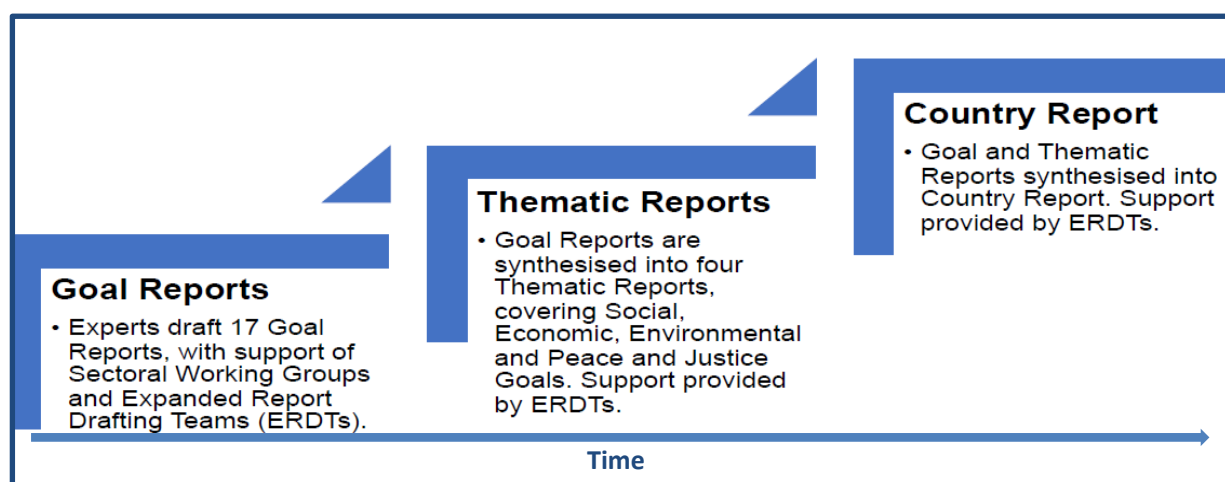 Goal Reports
• Experts draft 17 Goal
Reports, with support of
Sectoral Working Groups
and Expanded Report
Drafting Teams (ERDTs).
Thematic Reports
• Goal Reports are
synthesised into four
Thematic Reports,
covering Social,
Economic, Environmental
and Peace and Justice
Goals. Support provided
by ERDTs.
Country Report
• Goal and Thematic
Reports synthesised into
Country Report. Support
provided by ERDTs.
Time